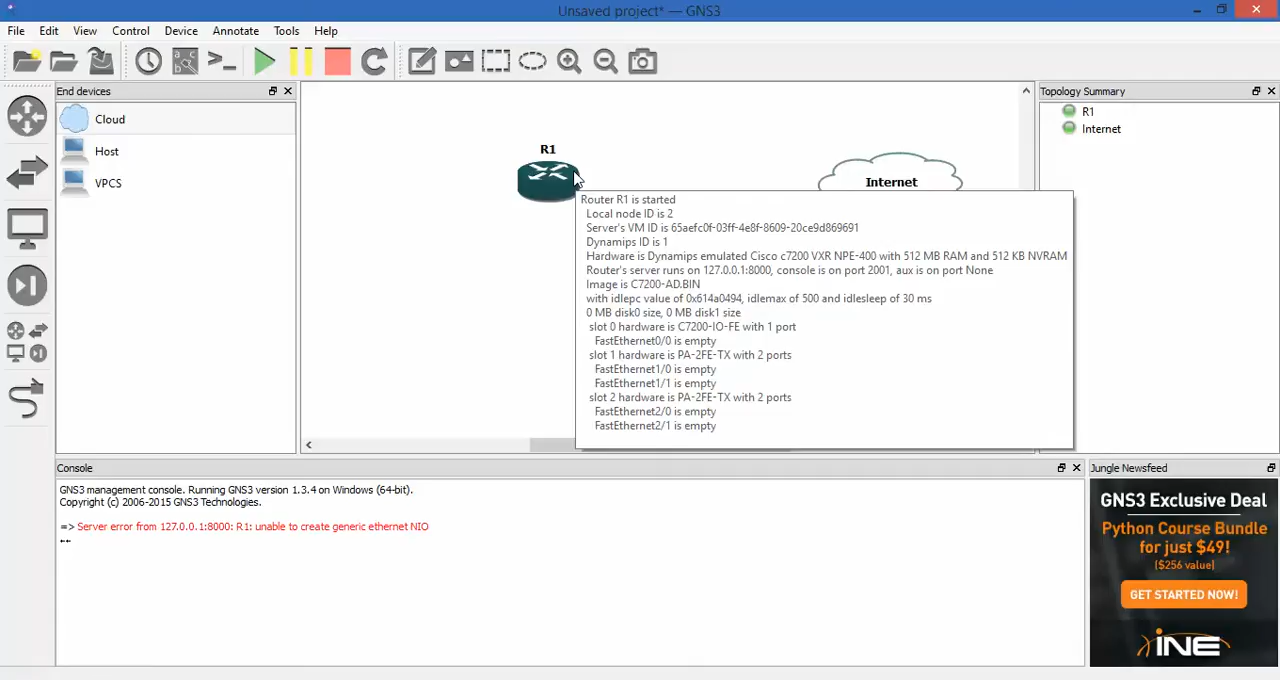 Unsaved project* — GNS3
File Edit View Control Device Annotate Tools Help
End devices
Cloud
Host
VPCS
R1
Internet
Router R1 is started
Local node ID is 2
Server's VM ID is 65aefc0f-03ff-4e8f-8609-20ce9d869691
Dynamips ID is 1
Hardware is Dynamips emulated Cisco c7200 VXR NPE-400 with 512 MB RAM and 512 KB NVRAM
Router's server runs on 127.0.0.1:8000, console is on port 2001, aux is on port None
Image is C7200-AD.BIN
with idlepc value of 0x614a0494, idlemax of 500 and idlesleep of 30 ms
0 MB disk0 size, 0 MB disk1 size
slot 0 hardware is C7200-IO-FE with 1 port
FastEthernet0/0 is empty
slot 1 hardware is PA-2FE-TX with 2 ports
FastEthernet1/0 is empty
FastEthernet1/1 is empty
slot 2 hardware is PA-2FE-TX with 2 ports
FastEthernet2/0 is empty
FastEthernet2/1 is empty
Topology Summary
R1
Internet
Console
GNS3 management console. Running GNS3 version 1.3.4 on Windows (64-bit).
Copyright (c) 2006-2015 GNS3 Technologies.
=> Server error from 127.0.0.1:8000: R1: unable to create generic ethernet NIO
Jungle Newsfeed
GNS3 Exclusive Deal
Python Course Bundle
for just $49!
($256 value)
GET STARTED NOW!
INE